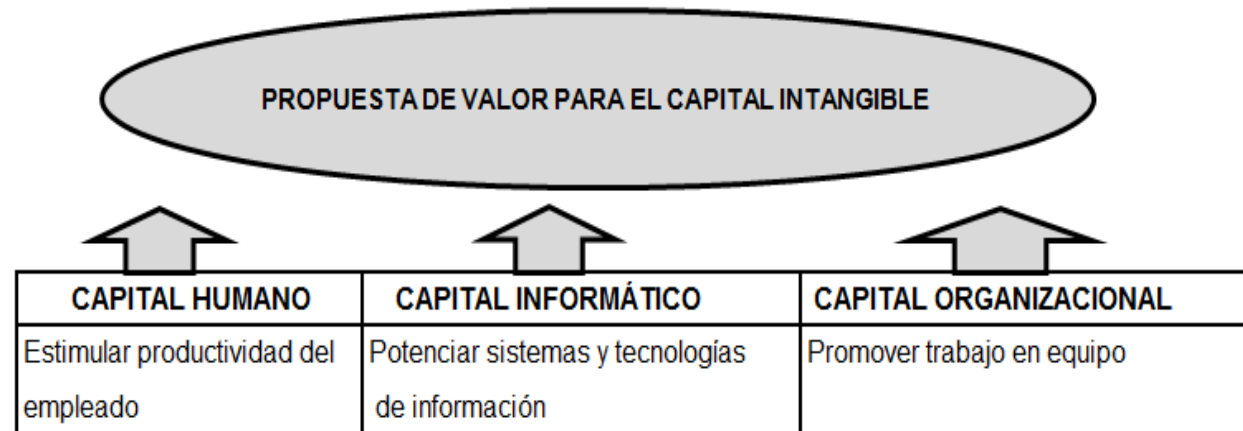 PROPUESTA DE VALOR PARA EL CAPITAL INTANGIBLE
CAPITAL HUMANO
CAPITAL INFORMÁTICO
CAPITAL ORGANIZACIONAL
Estimular productividad del
empleado
Potenciar sistemas y tecnologías
de información
Promover trabajo en equipo